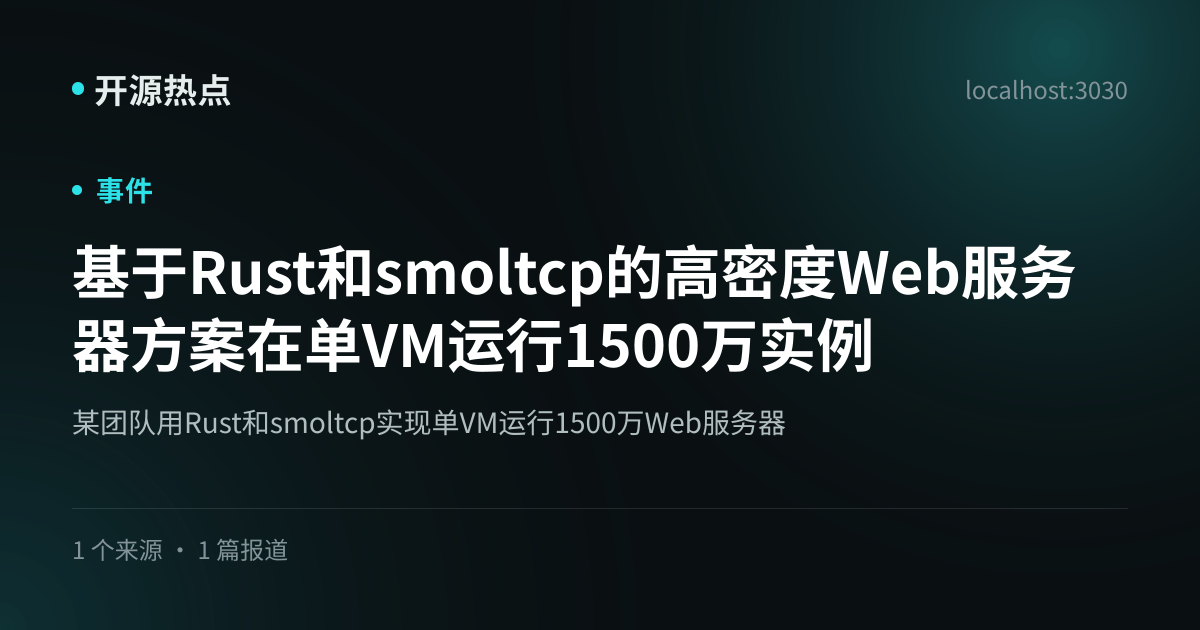 开源热点
localhost:3030
事件
基于Rust和smoltcp的高密度Web服务
器方案在单VM运行1500万实例
某团队用Rust和smoltcp实现单VM运行1500万Web服务器
1 个来源 · 1 篇报道